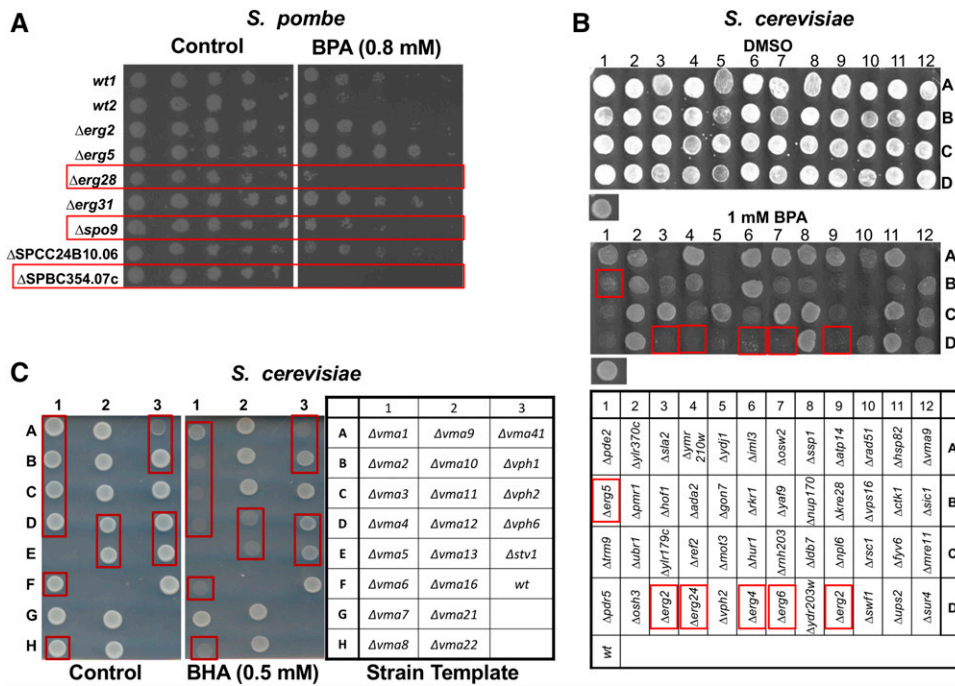 A
S. pombe
Control
BPA (0.8 mM)
wt1
wt2
Δerg2
Δerg5
Δerg28
Δerg31
Δspo9
ΔSPCC24B10.06
ΔSPBC354.07c
B
S. cerevisiae
DMSO
1 2 3 4 5 6 7 8 9 10 11 12
A
B
C
D
1 mM BPA
1 2 3 4 5 6 7 8 9 10 11 12
A
B
C
D
1 2 3 4 5 6 7 8 9 10 11 12
Δpde2 Δylr370c Δsla2 Δymr210w Δydj1 Δiml3 Δosw2 Δssp1 Δatp14 Δrad51 Δhsp82 Δvma9 A
Δerg5 Δpmr1 Δhof1 Δada2 Δgon7 Δrkr1 Δyaf9 Δnup170 Δkre28 Δvps16 Δctk1 Δsic1 B
Δtrm9 Δubr1 Δylr179c Δref2 Δmot3 Δhur1 Δrnh203 Δldb7 Δnpl6 Δrsc1 Δfyv6 Δmre11 C
Δpdr5 Δosh3 Δerg2 Δerg24 Δvph2 Δerg4 Δerg6 Δydr203w Δerg2 Δswf1 Δups2 Δsur4 D
wt
C
S. cerevisiae
1 2 3 1 2 3
A
B
C
D
E
F
G
H
Control
BHA (0.5 mM)
1 2 3
A Δvma1 Δvma9 Δvma41
B Δvma2 Δvma10 Δvph1
C Δvma3 Δvma11 Δvph2
D Δvma4 Δvma12 Δvph6
E Δvma5 Δvma13 Δstv1
F Δvma6 Δvma16 wt
G Δvma7 Δvma21
H Δvma8 Δvma22
Strain Template